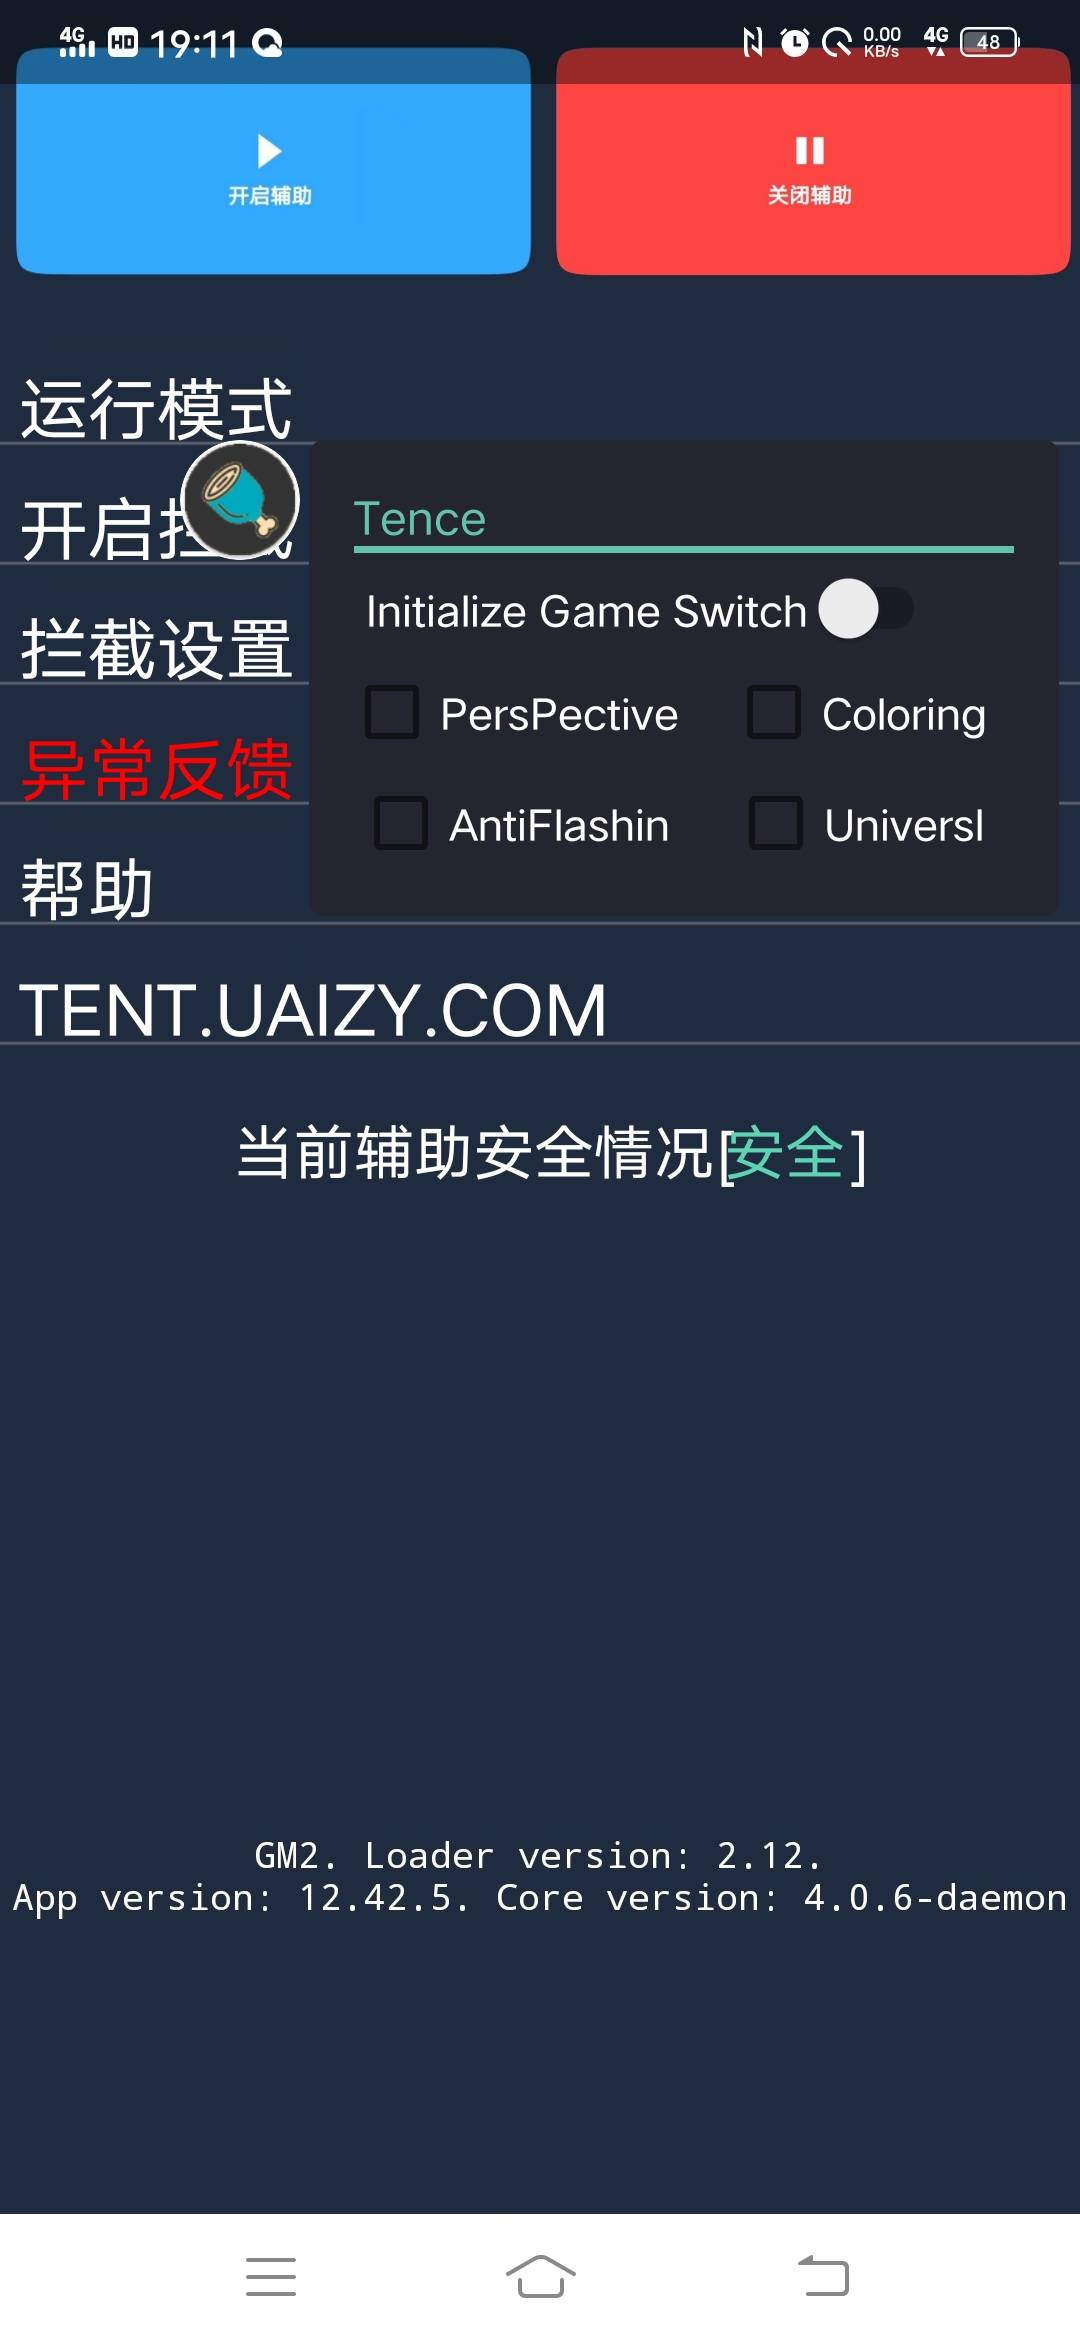 4G HD 19:11 0.00 KB/s 4G 48
开启辅助
关闭辅助
运行模式
开启
Tence
Initialize Game Switch
拦截设置
PersPective
Coloring
异常反馈
AntiFlashin
Universl
帮助
TENT.UAIZY.COM
当前辅助安全情况[安全]
GM2. Loader version: 2.12.
App version: 12.42.5. Core version: 4.0.6-daemon